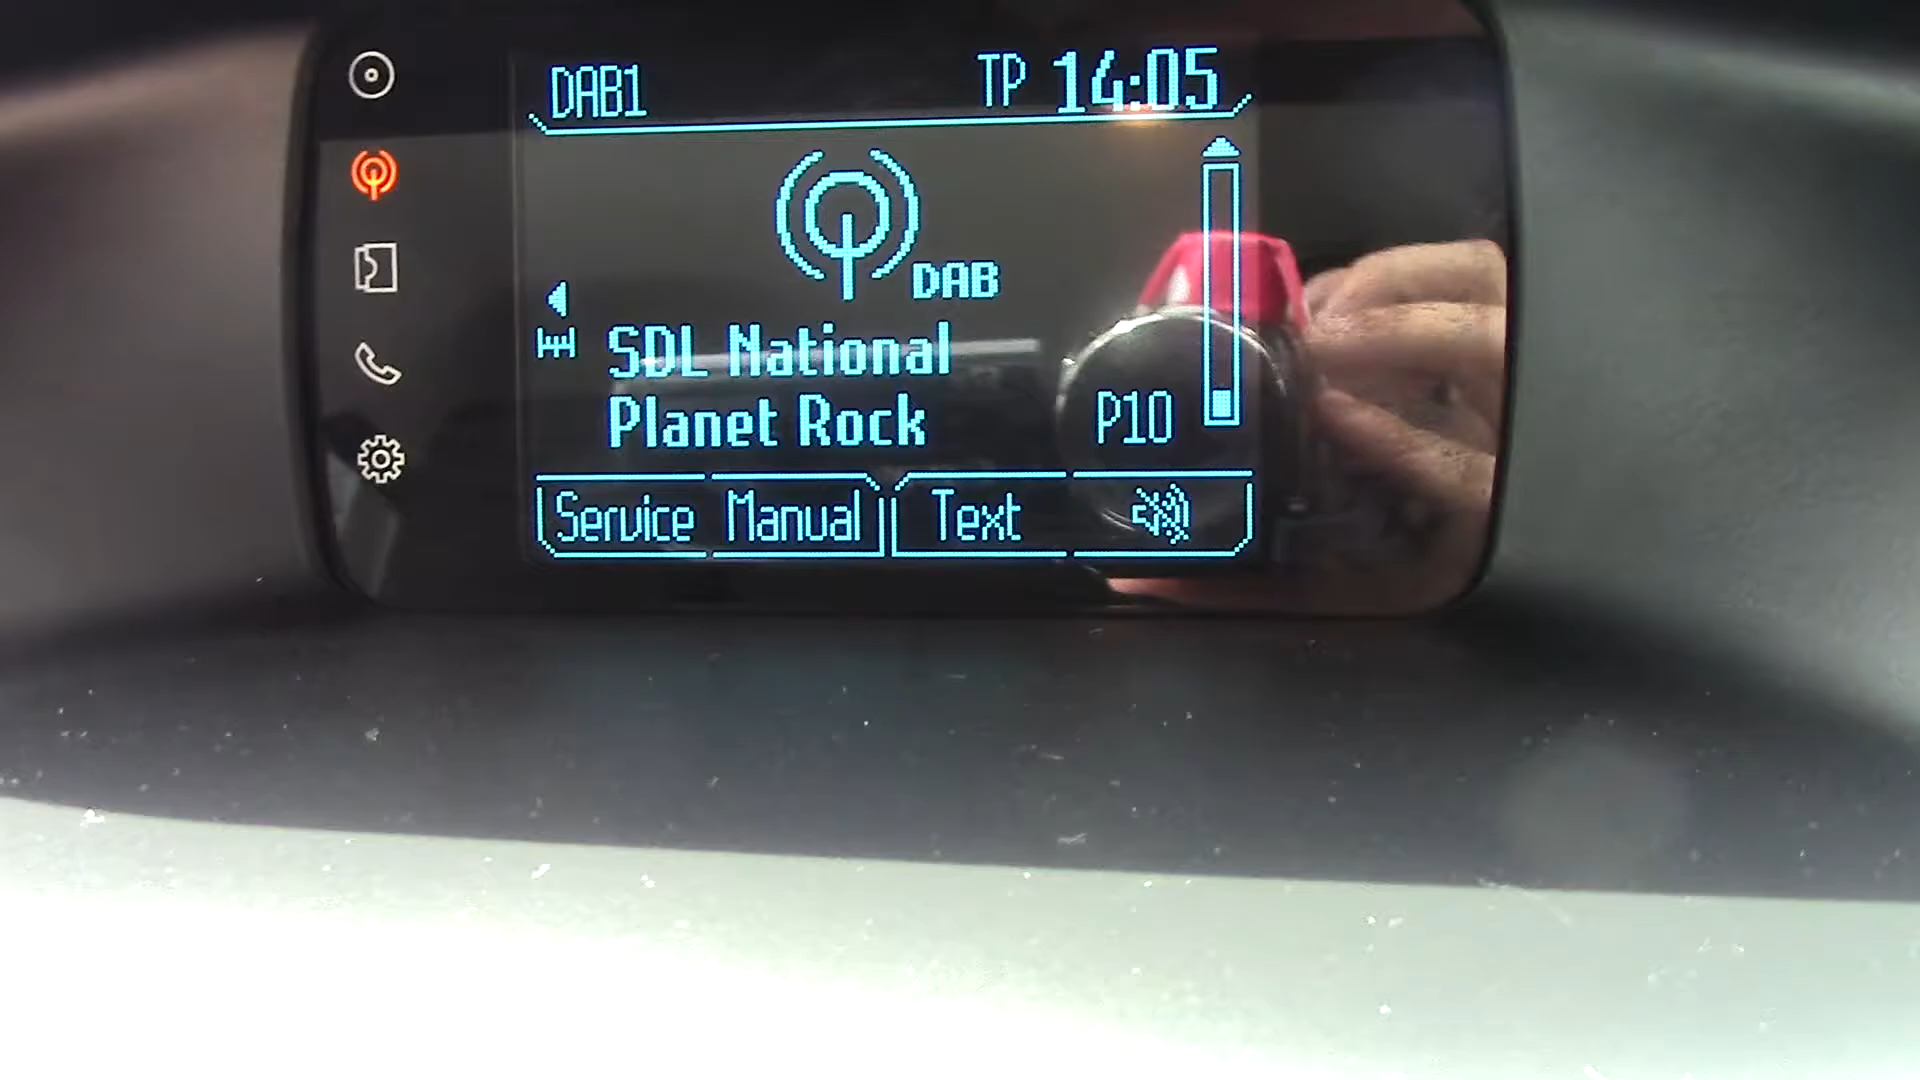 DAB1 TP 14:05
DAB
SDL National
Planet Rock P10
Service Manual Text